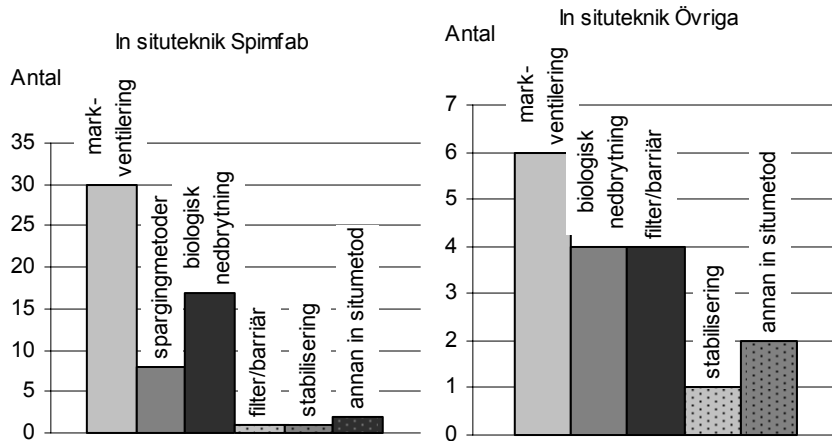 In situteknik Spimfab
Antal
35
30
25
20
15
10
5
0
mark-
ventilering
spargingmetoder
biologisk
nedbrytning
filter/barriär
stabilisering
annan in situmetod
In situteknik Övriga
Antal
7
6
5
4
3
2
1
0
mark-
ventilering
biologisk
nedbrytning
filter/barriär
stabilisering
annan in situmetod